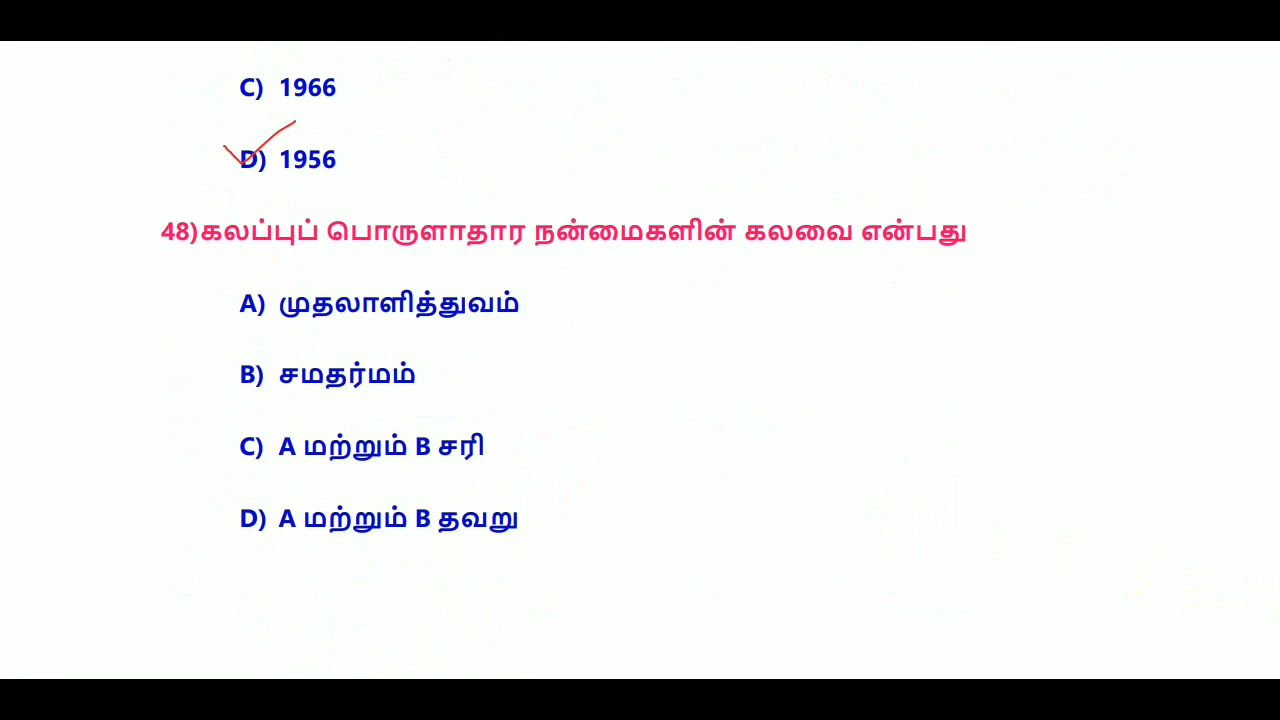 C) 1966
D) 1956
48)கலப்புப் பொருளாதார நன்மைகளின் கலவை என்பது
A) முதலாளித்துவம்
B) சமதர்மம்
C) A மற்றும் B சரி
D) A மற்றும் B தவறு